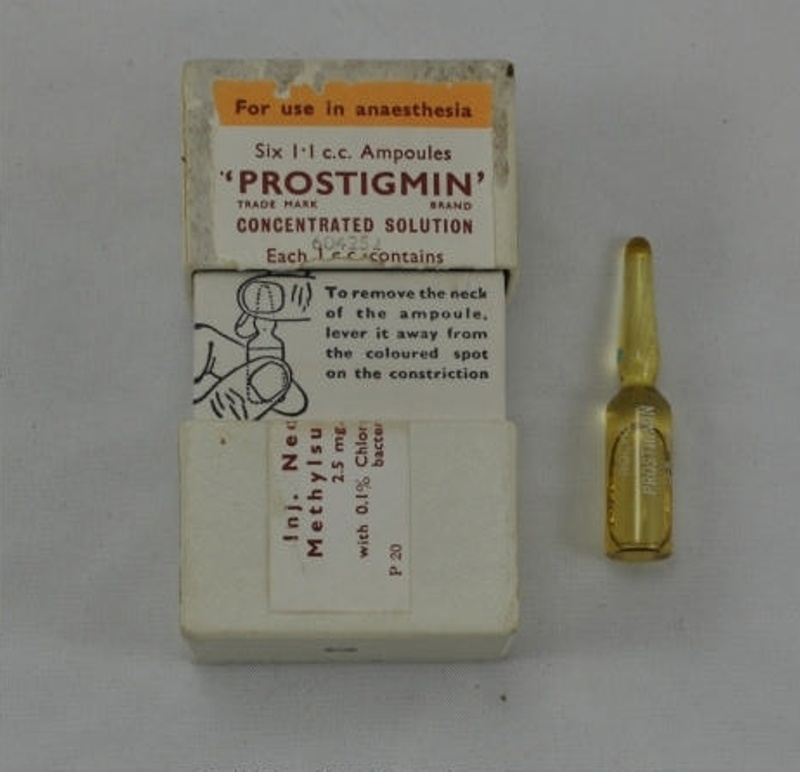 For use in anaesthesia
Six 1·1 c.c. Ampoules
'PROSTIGMIN'
TRADE MARK BRAND
CONCENTRATED SOLUTION
Each 1 c.c. contains
To remove the neck
of the ampoule,
lever it away from
the coloured spot
on the constriction
Inj. Neo
Methylsu
2.5 mg.
with 0.1% Chlor
bacter
P 20
PROSTIGMIN